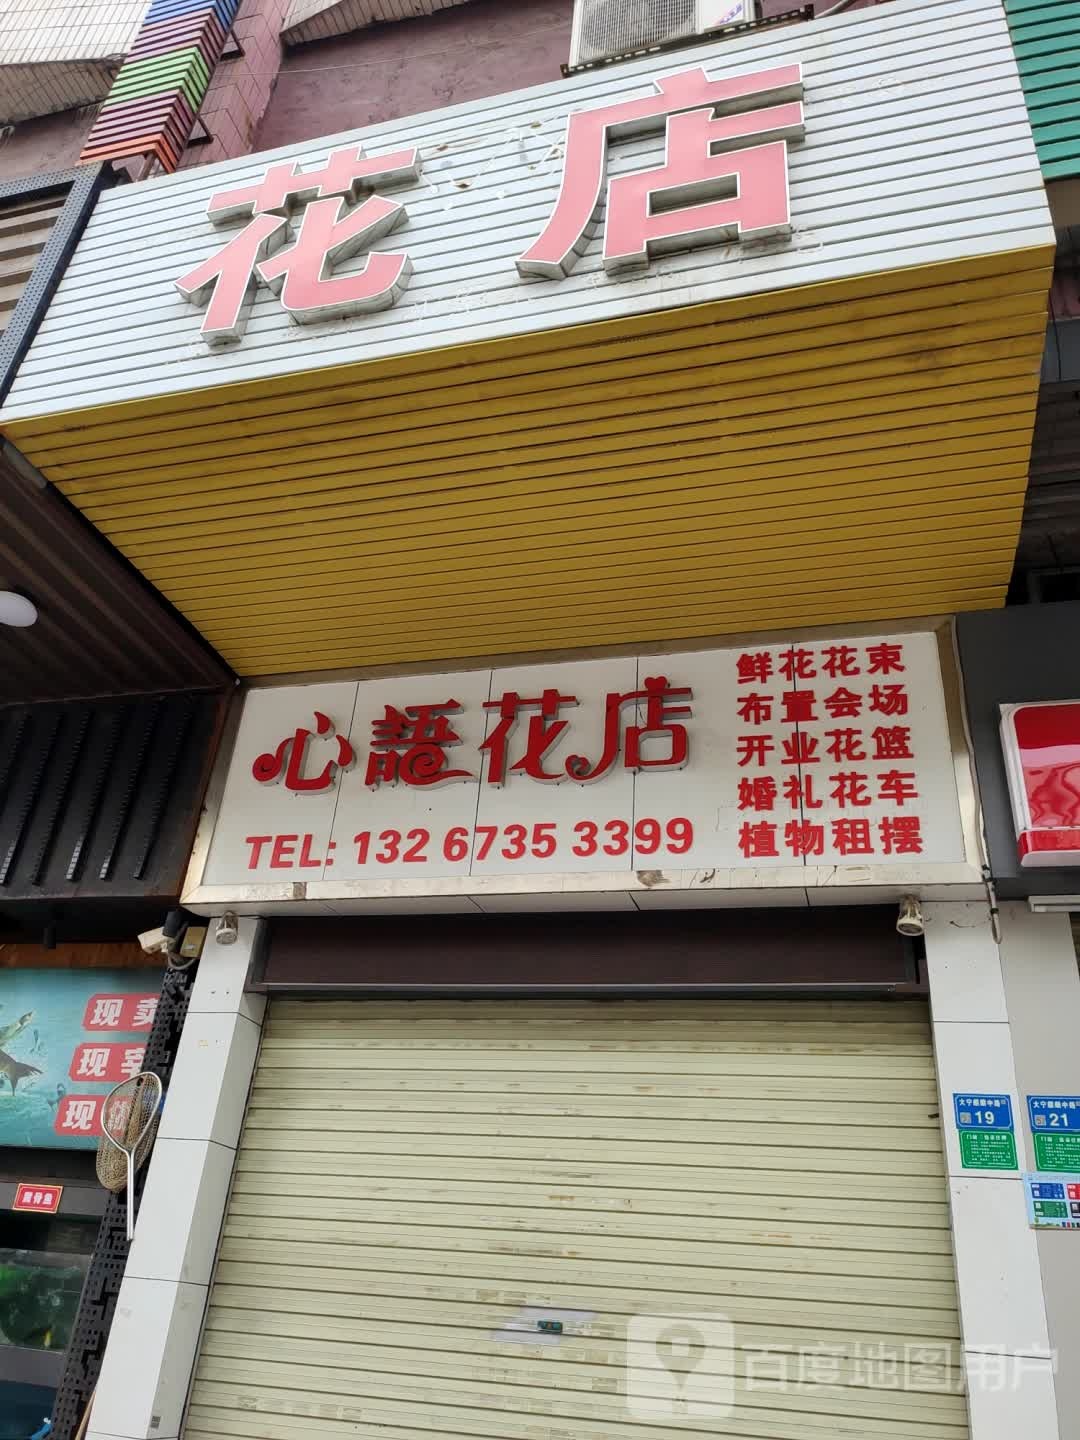 花店
心語花店
TEL: 132 6735 3399
鲜花花束
布置会场
开业花篮
婚礼花车
植物租摆
现卖
现宰
现
19
21
百度地图用户